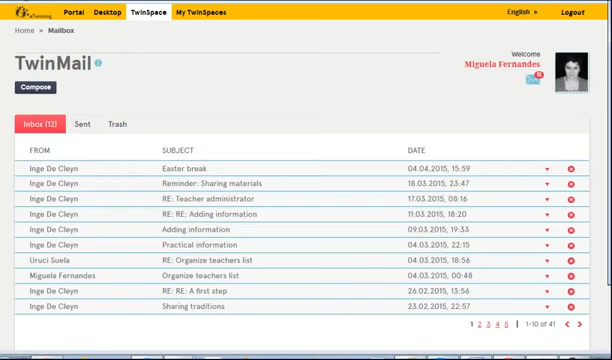 eTwinning Portal Desktop TwinSpace My TwinSpaces English Logout
Home » Mailbox
Welcome
TwinMail
Miguela Fernandes
Compose
12
Inbox (12) Sent Trash
FROM SUBJECT DATE
Inge De Cleyn Easter break 04.04.2015, 15:59
Inge De Cleyn Reminder: Sharing materials 18.03.2015, 23:47
Inge De Cleyn RE: Teacher administrator 17.03.2015, 08:16
Inge De Cleyn RE: RE: Adding information 11.03.2015, 18:20
Inge De Cleyn Adding information 09.03.2015, 19:33
Inge De Cleyn Practical information 04.03.2015, 22:15
Uruci Suela RE: Organize teachers list 04.03.2015, 18:56
Miguela Fernandes Organize teachers list 04.03.2015, 00:48
Inge De Cleyn RE: RE: A first step 26.02.2015, 13:56
Inge De Cleyn Sharing traditions 23.02.2015, 22:57
1 2 3 4 5 | 1-10 of 41